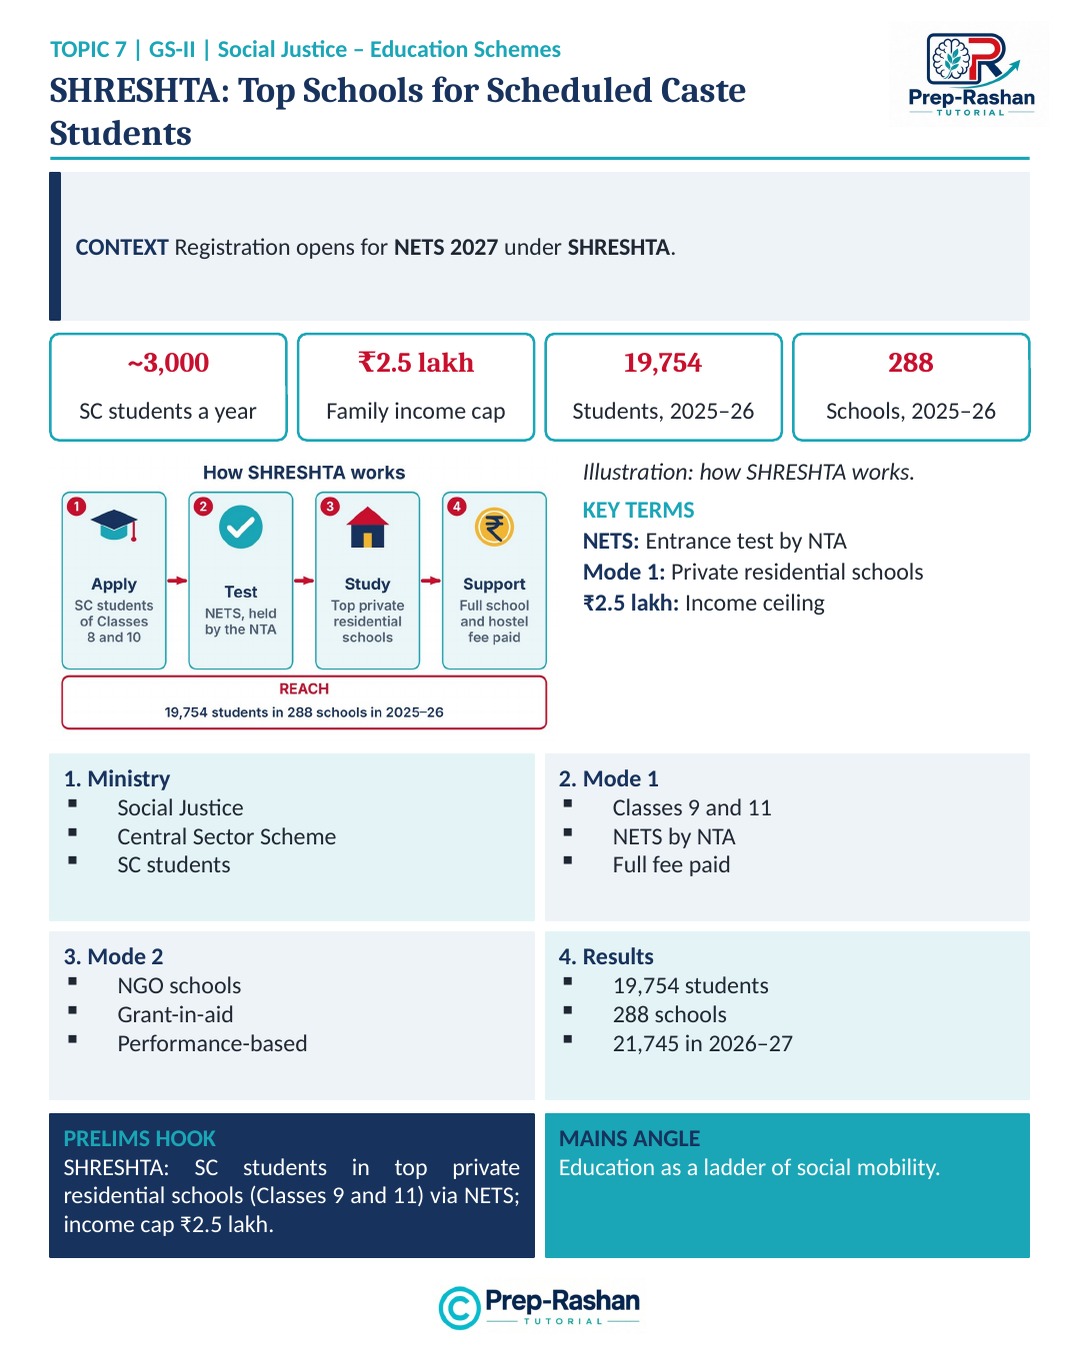 TOPIC 7 | GS-II | Social Justice – Education Schemes
SHRESHTA: Top Schools for Scheduled Caste
Students
Prep-Rashan
TUTORIAL
CONTEXT Registration opens for NETS 2027 under SHRESHTA.
~3,000
SC students a year
₹2.5 lakh
Family income cap
19,754
Students, 2025–26
288
Schools, 2025–26
How SHRESHTA works
1
Apply
SC students
of Classes
8 and 10
2
Test
NETS, held
by the NTA
3
Study
Top private
residential
schools
4
Support
Full school
and hostel
fee paid
REACH
19,754 students in 288 schools in 2025–26
Illustration: how SHRESHTA works.
KEY TERMS
NETS: Entrance test by NTA
Mode 1: Private residential schools
₹2.5 lakh: Income ceiling
1. Ministry
▪ Social Justice
▪ Central Sector Scheme
▪ SC students
2. Mode 1
▪ Classes 9 and 11
▪ NETS by NTA
▪ Full fee paid
3. Mode 2
▪ NGO schools
▪ Grant-in-aid
▪ Performance-based
4. Results
▪ 19,754 students
▪ 288 schools
▪ 21,745 in 2026–27
PRELIMS HOOK
SHRESHTA: SC students in top private
residential schools (Classes 9 and 11) via NETS;
income cap ₹2.5 lakh.
MAINS ANGLE
Education as a ladder of social mobility.
© Prep-Rashan
TUTORIAL